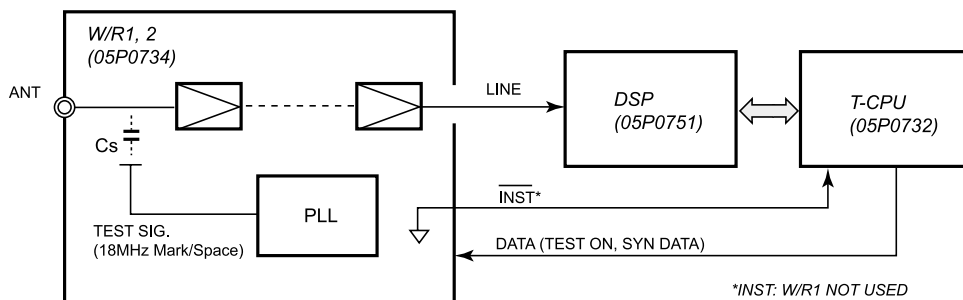 W/R1, 2
(05P0734)
ANT
LINE
DSP
(05P0751)
T-CPU
(05P0732)
Cs
PLL
INST*
TEST SIG.
(18MHz Mark/Space)
DATA (TEST ON, SYN DATA)
*INST: W/R1 NOT USED